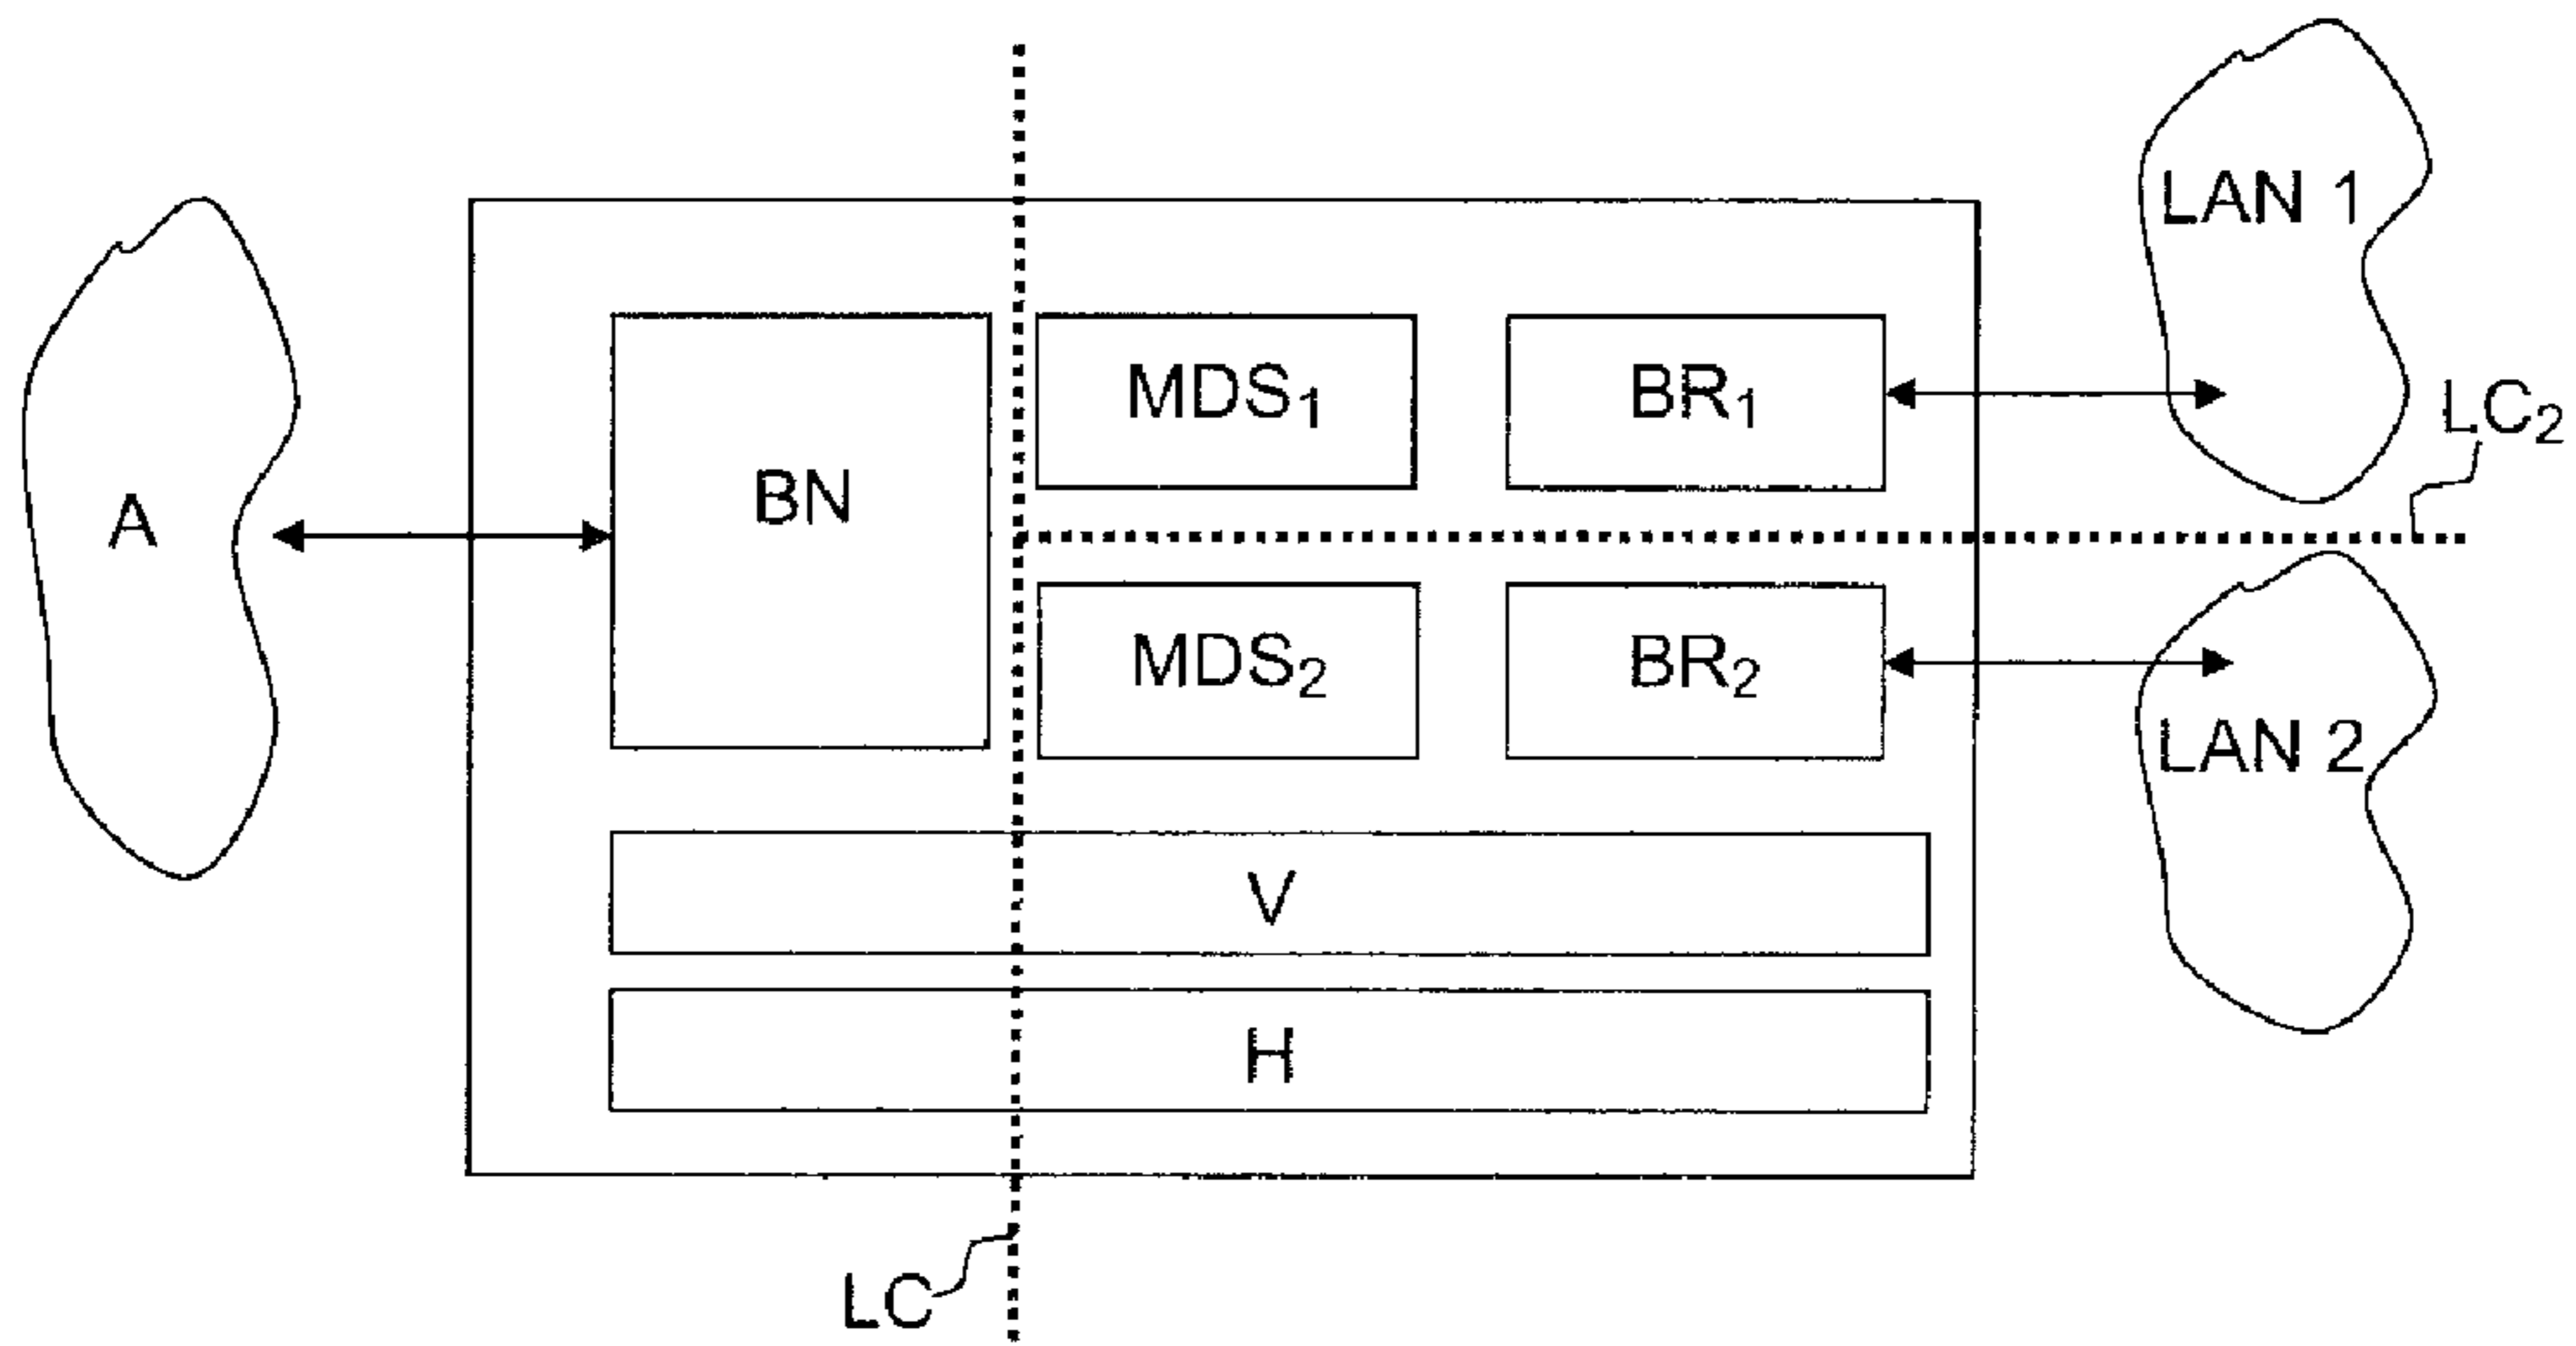 LAN 1
MDS₁
BR₁
LC₂
A
BN
MDS₂
BR₂
LAN 2
V
H
LC